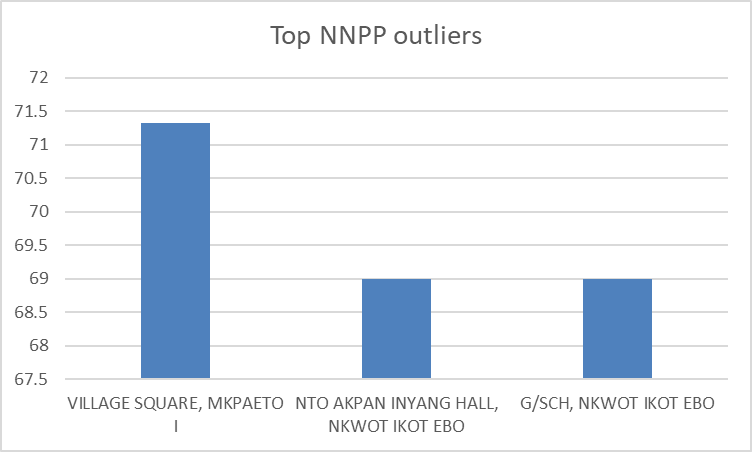 Top NNPP outliers
72
71.5
71
70.5
70
69.5
69
68.5
68
67.5
VILLAGE SQUARE, MKPAETO
I
NTO AKPAN INYANG HALL,
NKWOT IKOT EBO
G/SCH, NKWOT IKOT EBO